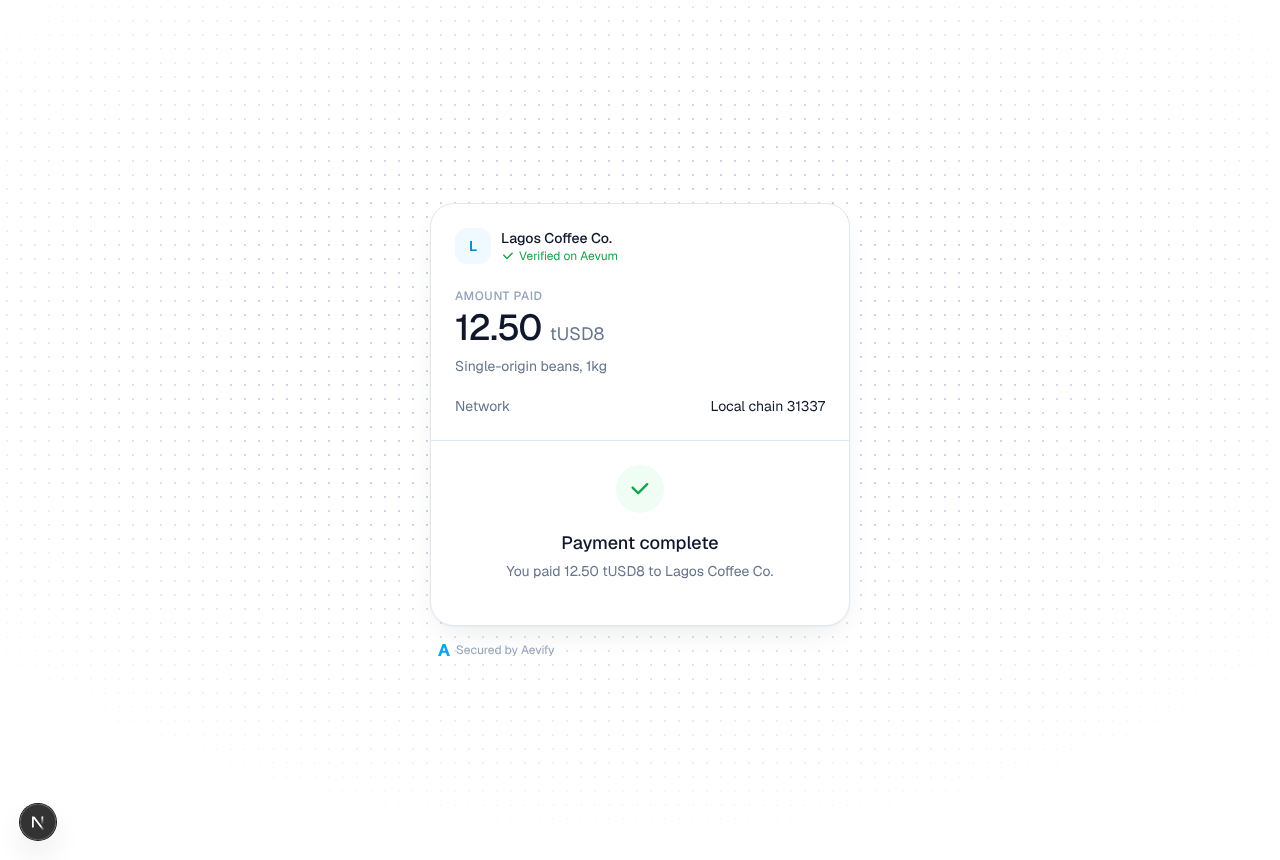 L
Lagos Coffee Co.
Verified on Aevum
AMOUNT PAID
12.50 tUSD8
Single-origin beans, 1kg
Network Local chain 31337
Payment complete
You paid 12.50 tUSD8 to Lagos Coffee Co.
A Secured by Aevify
N